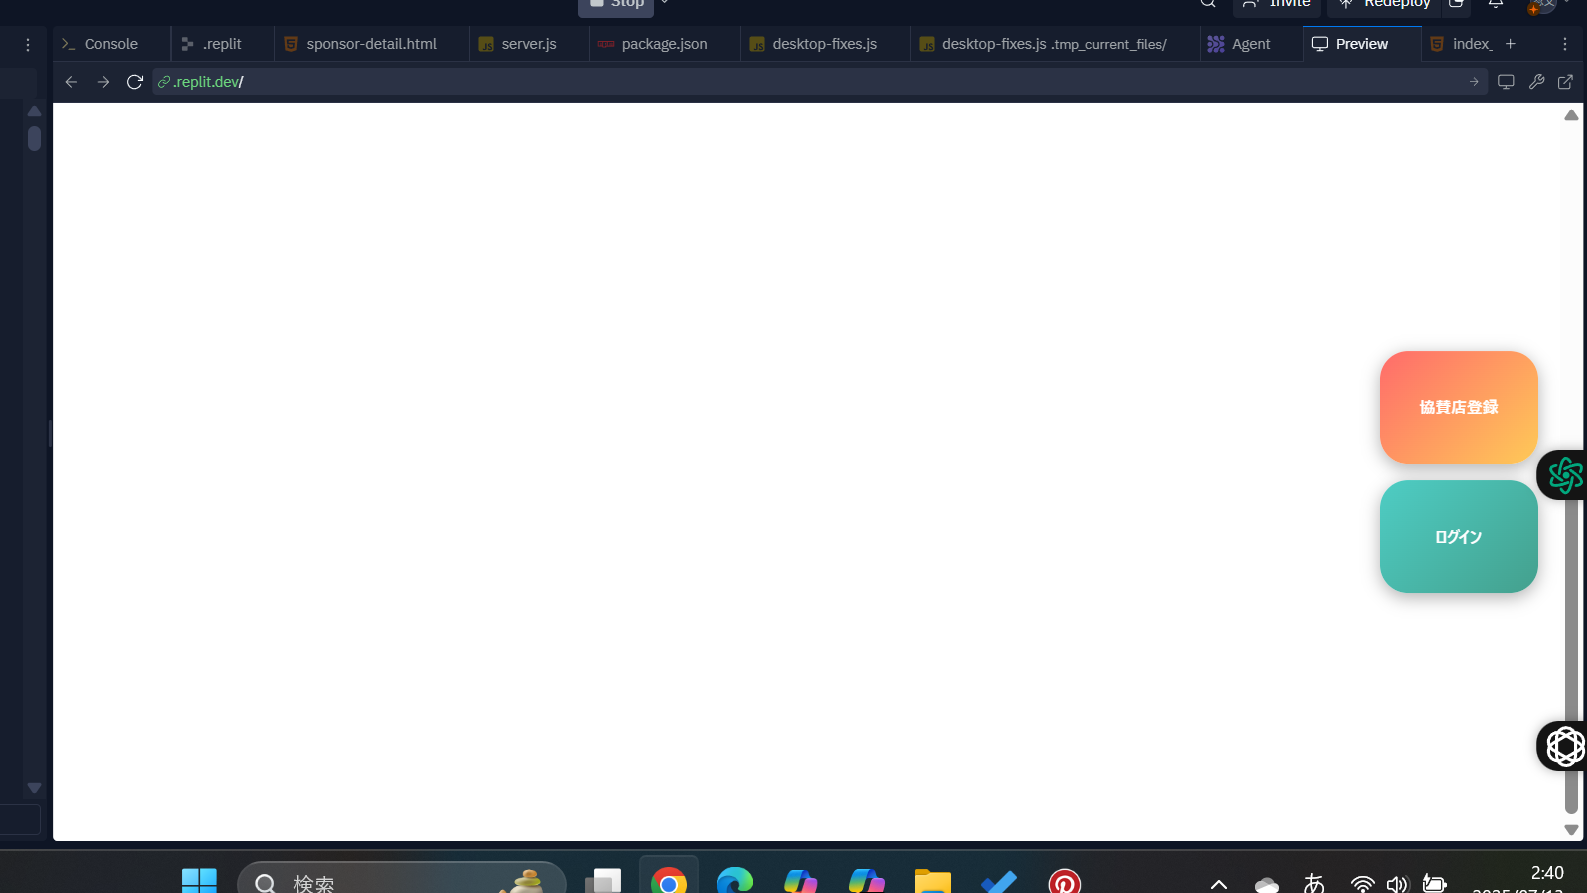 Stop
Invite
Redeploy
Console
.replit
sponsor-detail.html
server.js
package.json
desktop-fixes.js
desktop-fixes.js .tmp_current_files/
Agent
Preview
index_
.replit.dev/
協賛店登録
ログイン
検索
あ
2:40